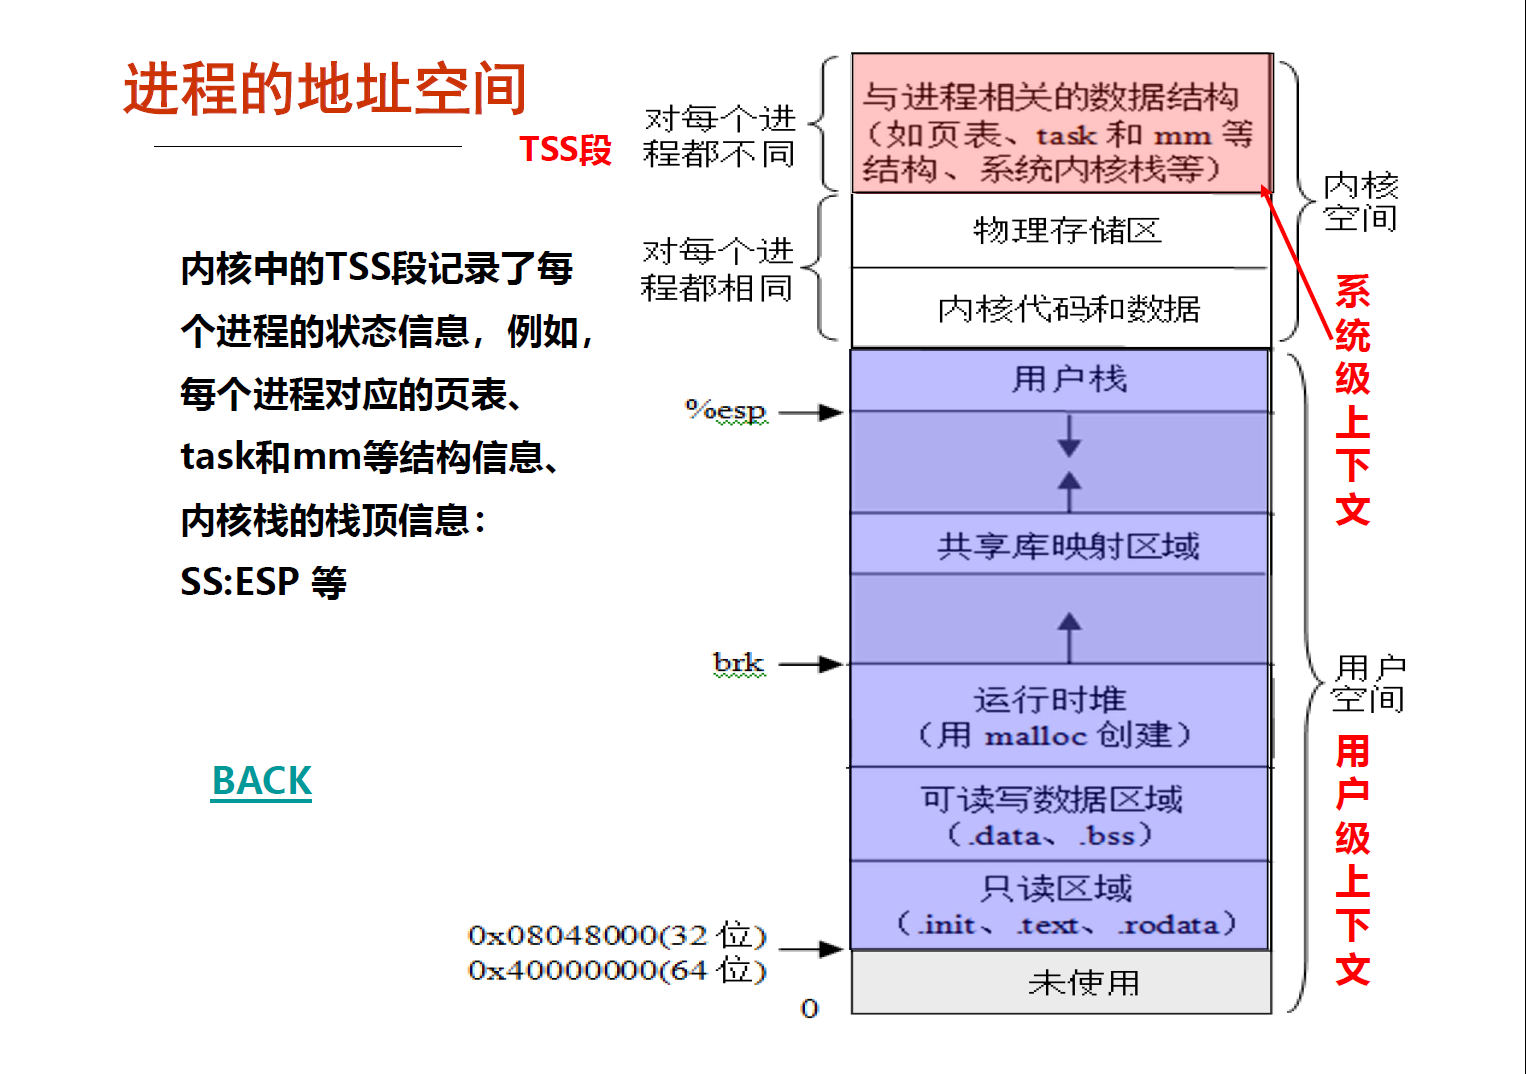 进程的地址空间
TSS段
内核中的TSS段记录了每
个进程的状态信息，例如，
每个进程对应的页表、
task和mm等结构信息、
内核栈的栈顶信息：
SS:ESP 等
BACK
对每个进
程都不同
与进程相关的数据结构
（如页表、task 和 mm 等
结构、系统内核栈等）
对每个进
程都相同
物理存储区
内核代码和数据
内核
空间
系统级上下文
用户栈
%esp
共享库映射区域
brk
运行时堆
（用 malloc 创建）
可读写数据区域
（.data、.bss）
只读区域
（.init、.text、.rodata）
用户
空间
用户级上下文
0x08048000(32 位)
0x40000000(64 位)
未使用
0